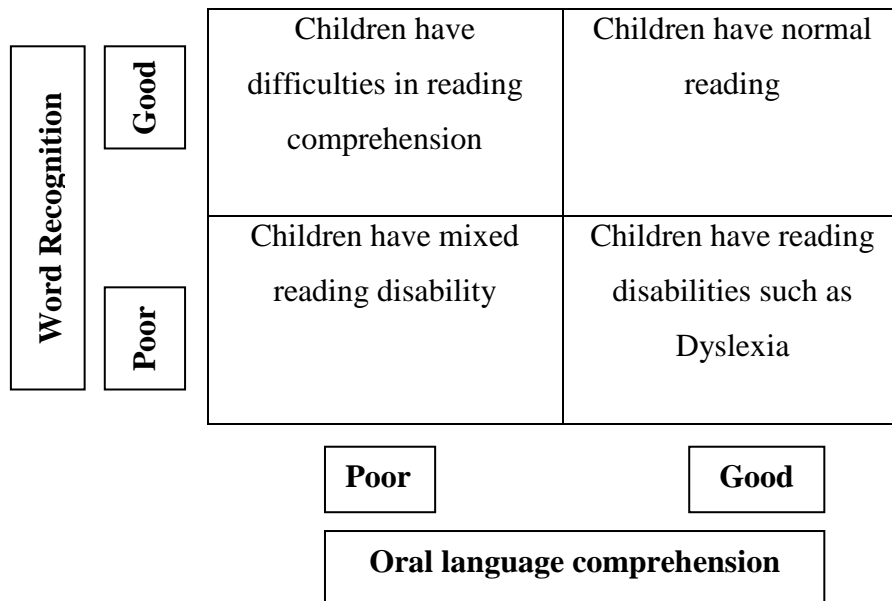 Word Recognition
Good
Children have
difficulties in reading
comprehension
Children have normal
reading
Poor
Children have mixed
reading disability
Children have reading
disabilities such as
Dyslexia
Poor
Good
Oral language comprehension